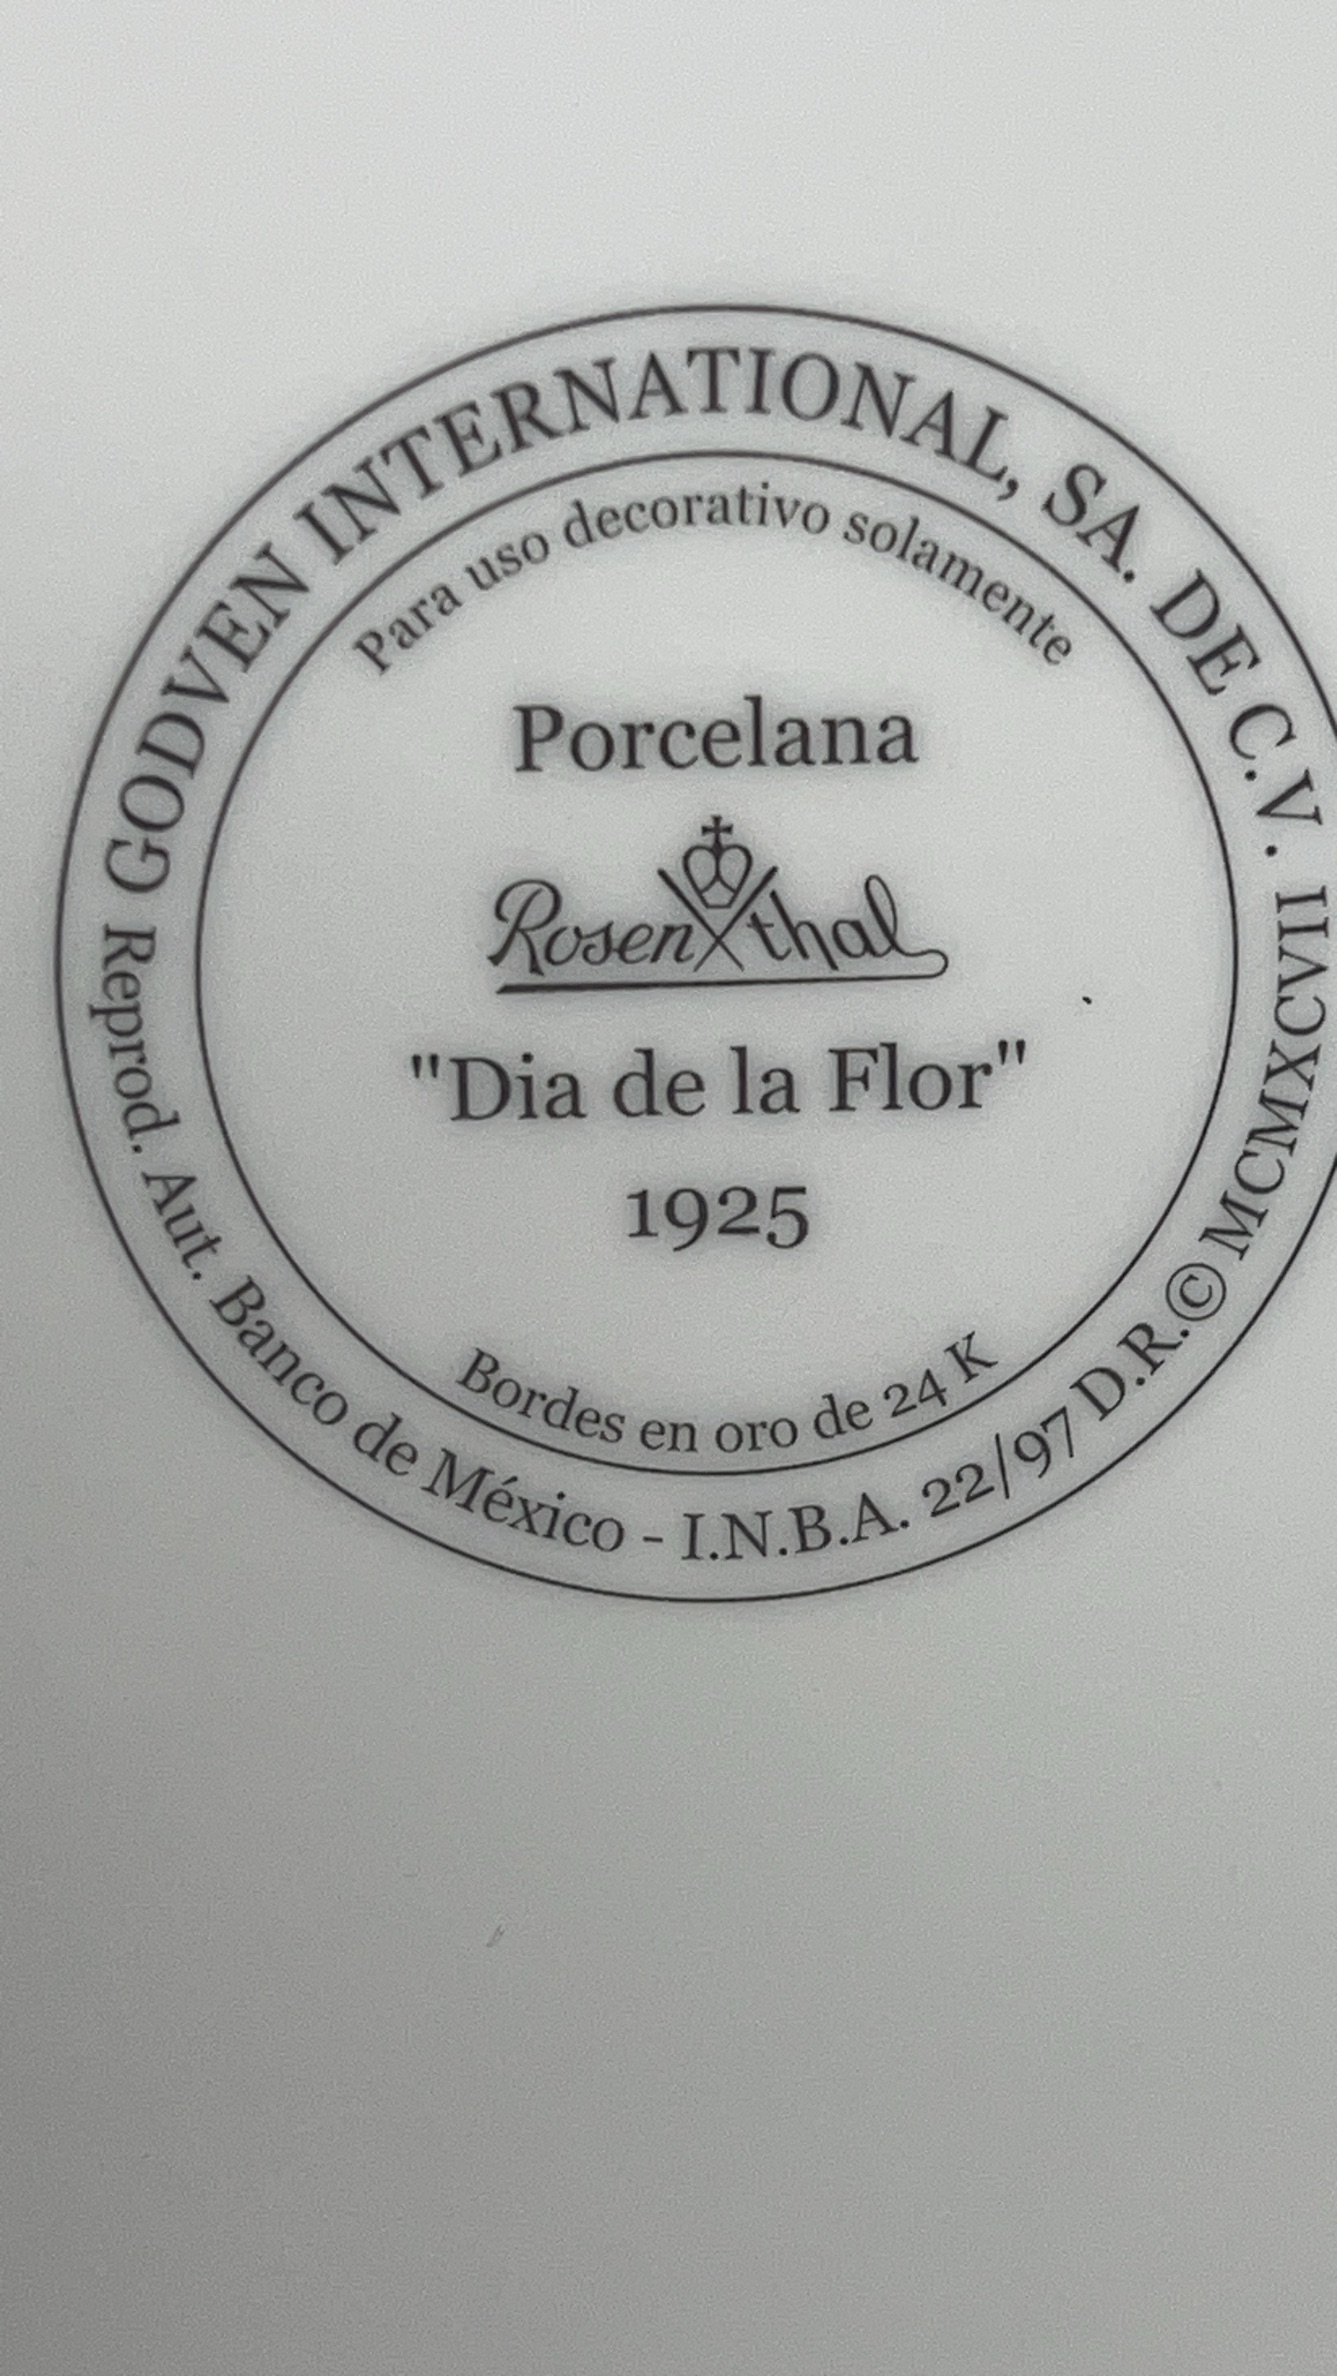 GODVEN INTERNATIONAL, SA. DE C.V. 
Para uso decorativo solamente
Porcelana
Rosenthal
"Dia de la Flor"
1925
Bordes en oro de 24 K
Reprod. Aut. Banco de México - I.N.B.A. 22/97 D.R.© MCMXCVII